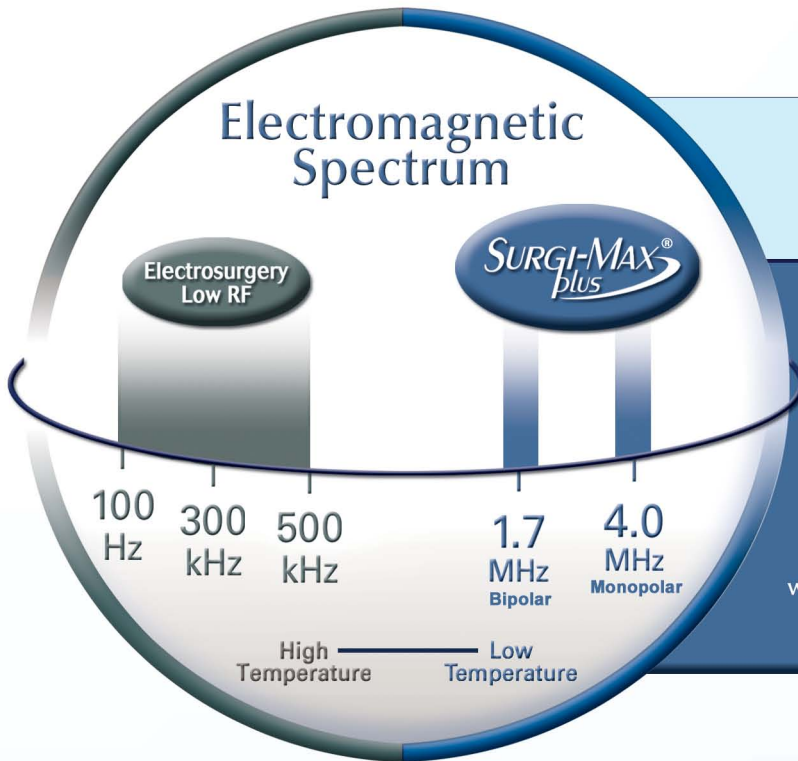 Electromagnetic
Spectrum
Electrosurgery
Low RF
SURGI-MAX®
plus
100
Hz
300
kHz
500
kHz
1.7
MHz
Bipolar
4.0
MHz
Monopolar
High
Temperature
Low
Temperature